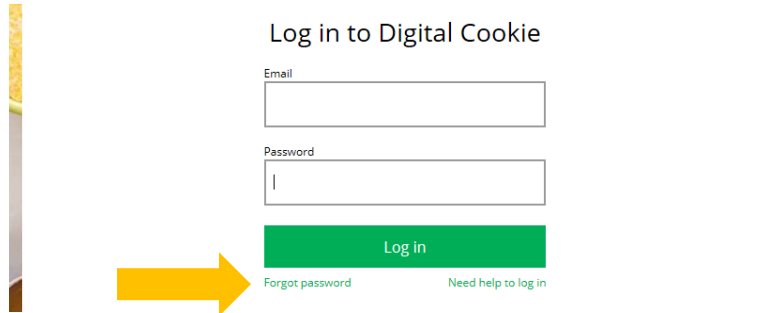 Log in to Digital Cookie
Email
Password
Log in
Forgot password Need help to log in